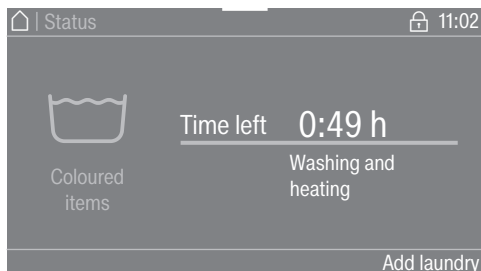 | Status
11:02
Time left 0:49 h
Washing and
heating
Coloured
items
Add laundry